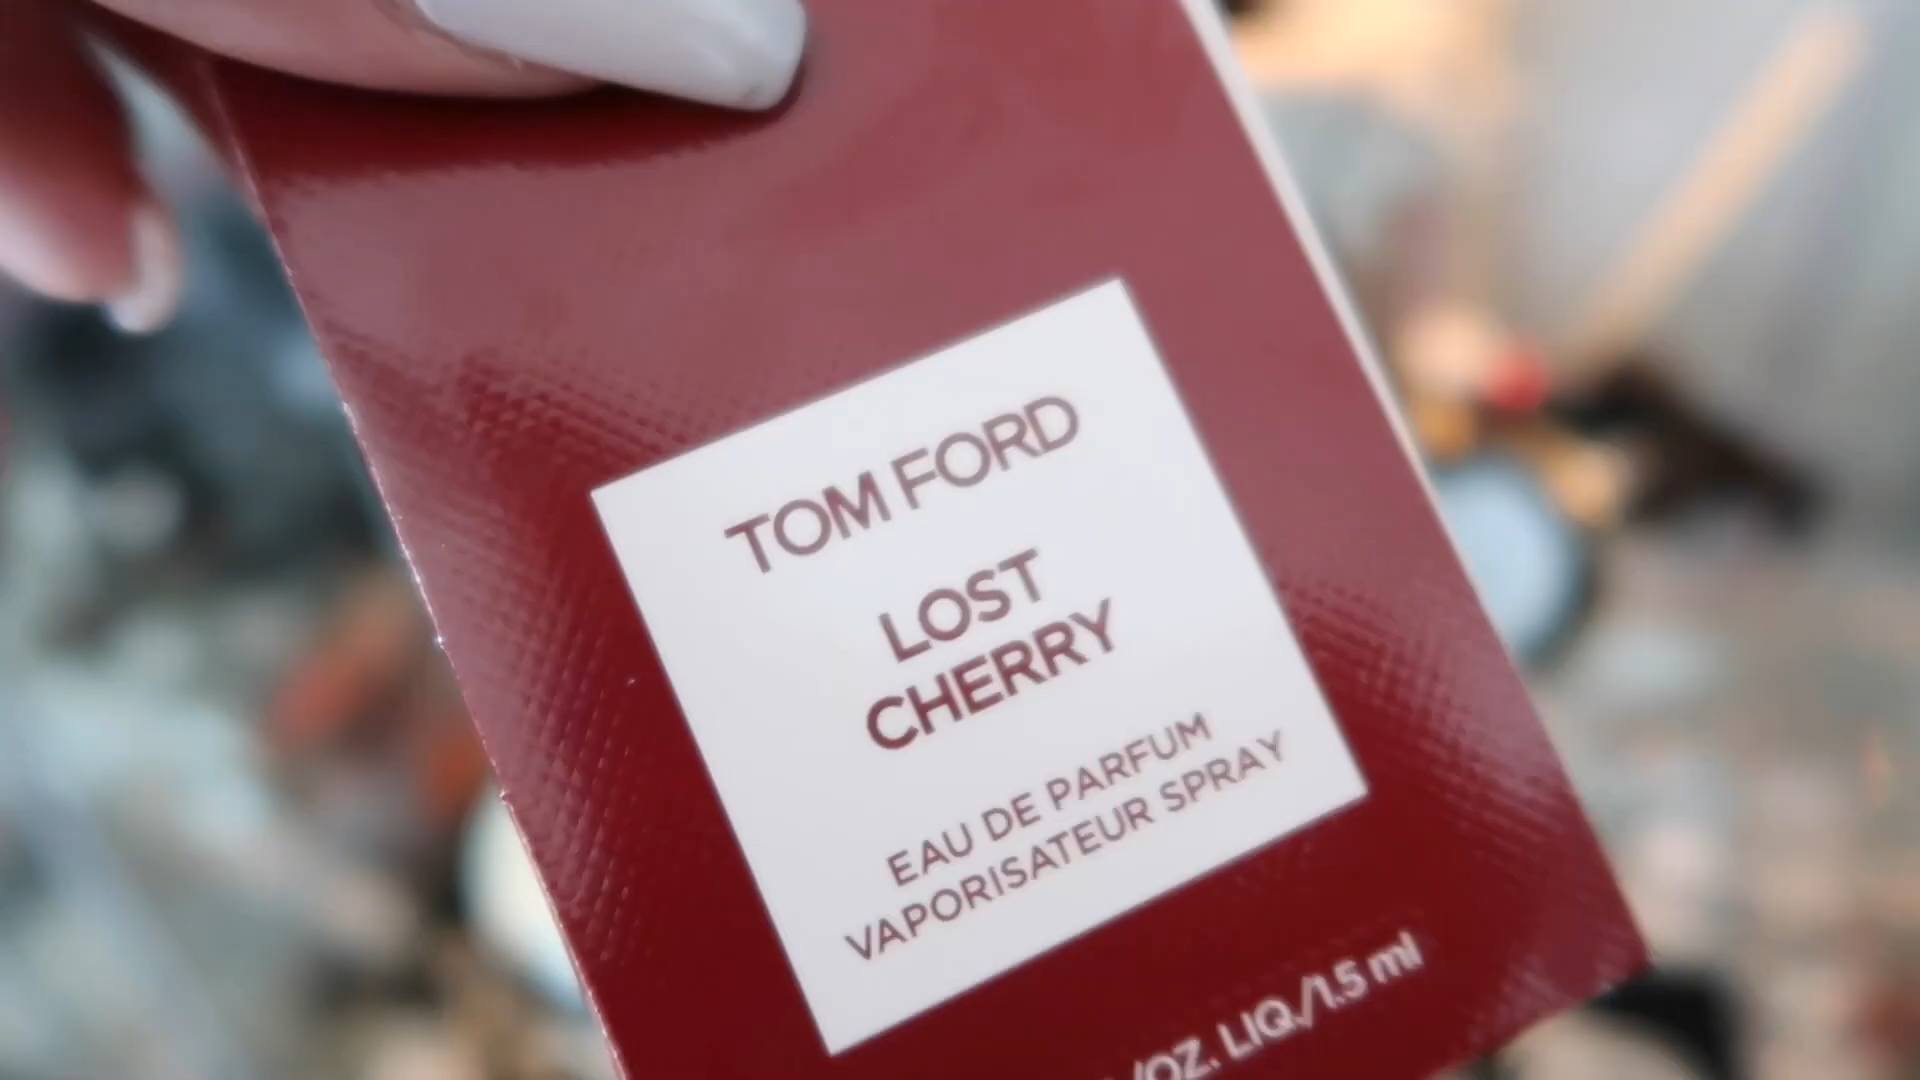 TOM FORD
LOST
CHERRY
EAU DE PARFUM
VAPORISATEUR SPRAY
/OZ. LIQ./1.5 ml